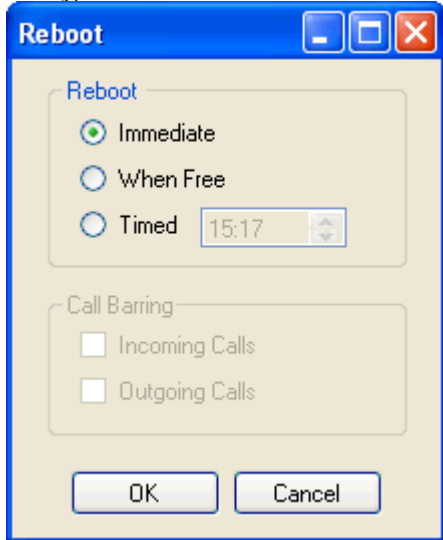 Reboot
Reboot
Immediate
When Free
Timed 15:17
Call Barring
Incoming Calls
Outgoing Calls
OK Cancel